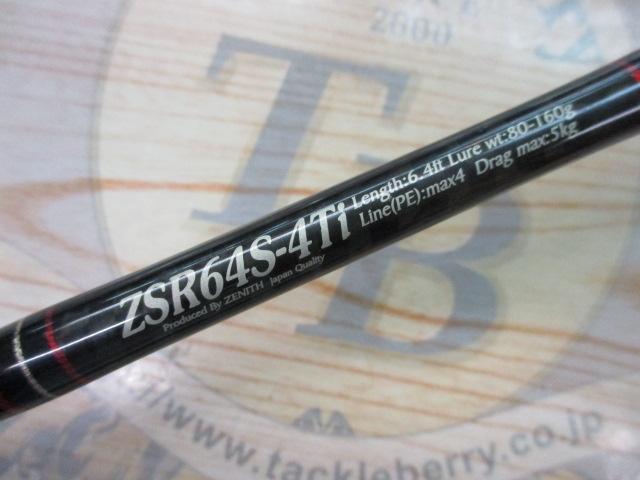 2000
TB
ZSR64S-4Ti
Produced By ZENITH Japan Quality
Length:6.4ft Lure wt:80-160g
Line(PE):max4 Drag max:5kg
www.tackleberry.co.jp